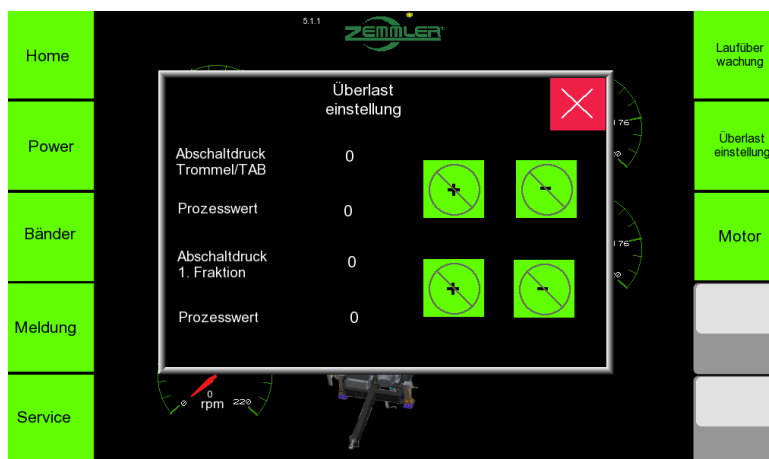 5.1.1
ZEMMLER
Home
Power
Bänder
Meldung
Service
Überlast
einstellung
Abschaltdruck
Trommel/TAB
0
+
-
Prozesswert
0
Abschaltdruck
1. Fraktion
0
+
-
Prozesswert
0
Laufüber
wachung
Überlast
einstellung
Motor
176
176
0
rpm
0
220